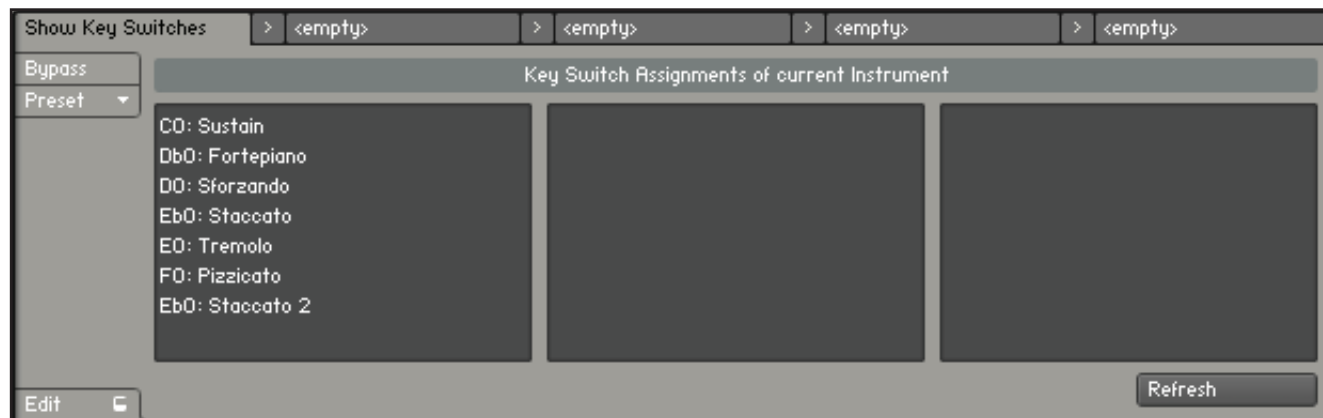 Show Key Switches > <empty> > <empty> > <empty> > <empty>
Bypass
Preset
Key Switch Assignments of current Instrument
C0: Sustain
Db0: Fortepiano
D0: Sforzando
Eb0: Staccato
E0: Tremolo
F0: Pizzicato
Eb0: Staccato 2
Refresh
Edit